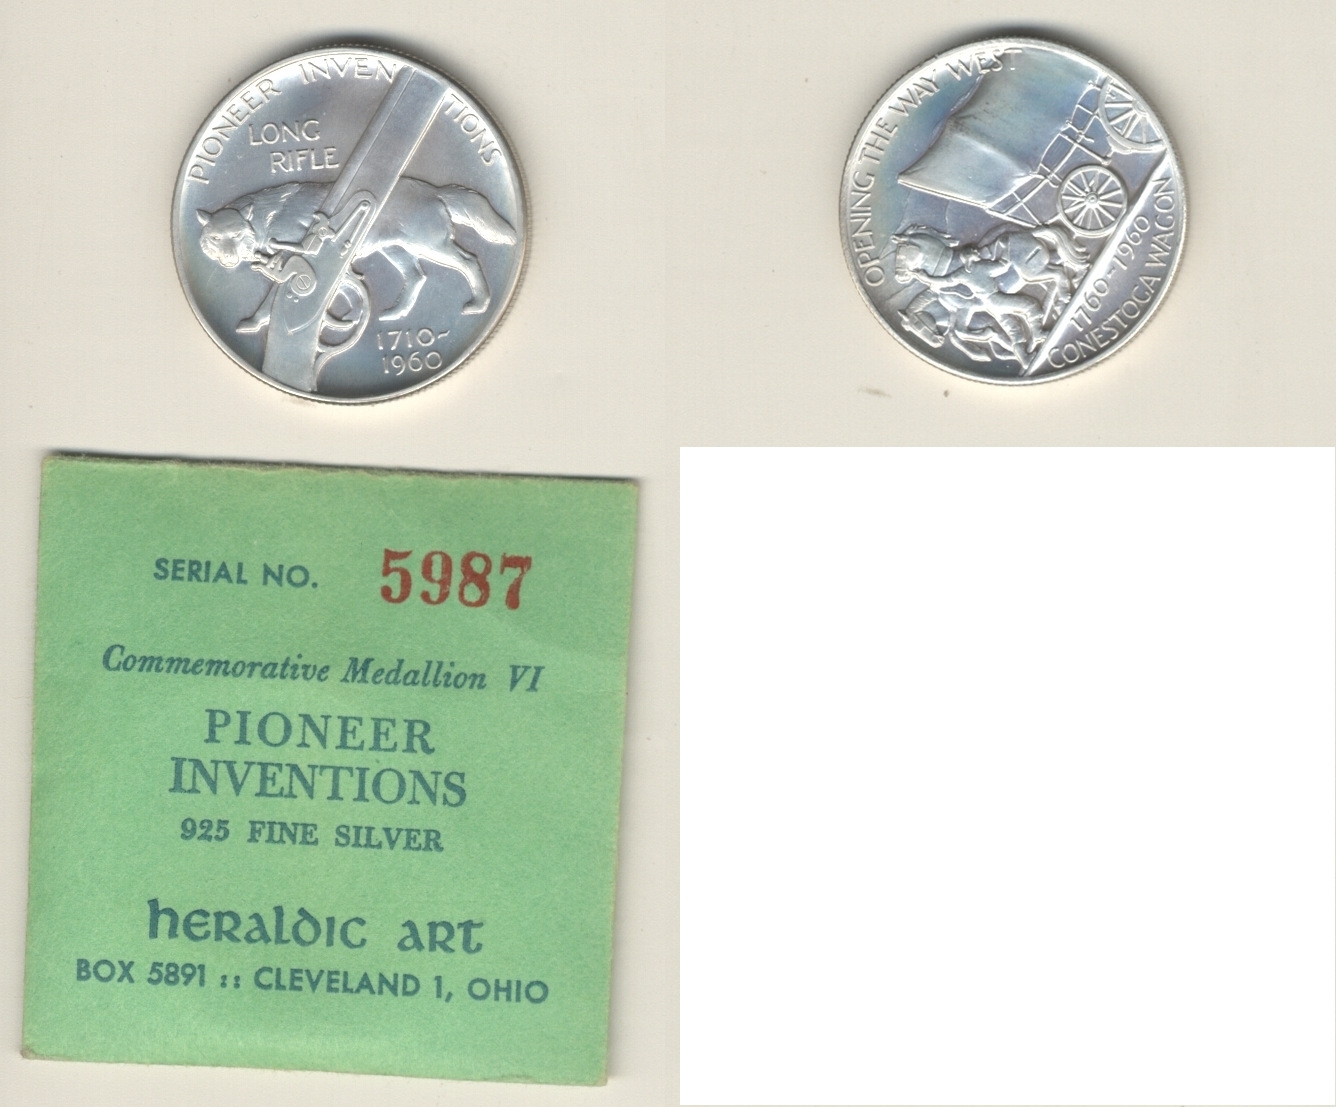 PIONEER INVENTIONS
LONG
RIFLE
1710~
1960
OPENING THE WAY WEST
1760~1960
CONESTOGA WAGON
SERIAL NO. 5987
Commemorative Medallion VI
PIONEER
INVENTIONS
925 FINE SILVER
heraldic art
BOX 5891 :: CLEVELAND 1, OHIO